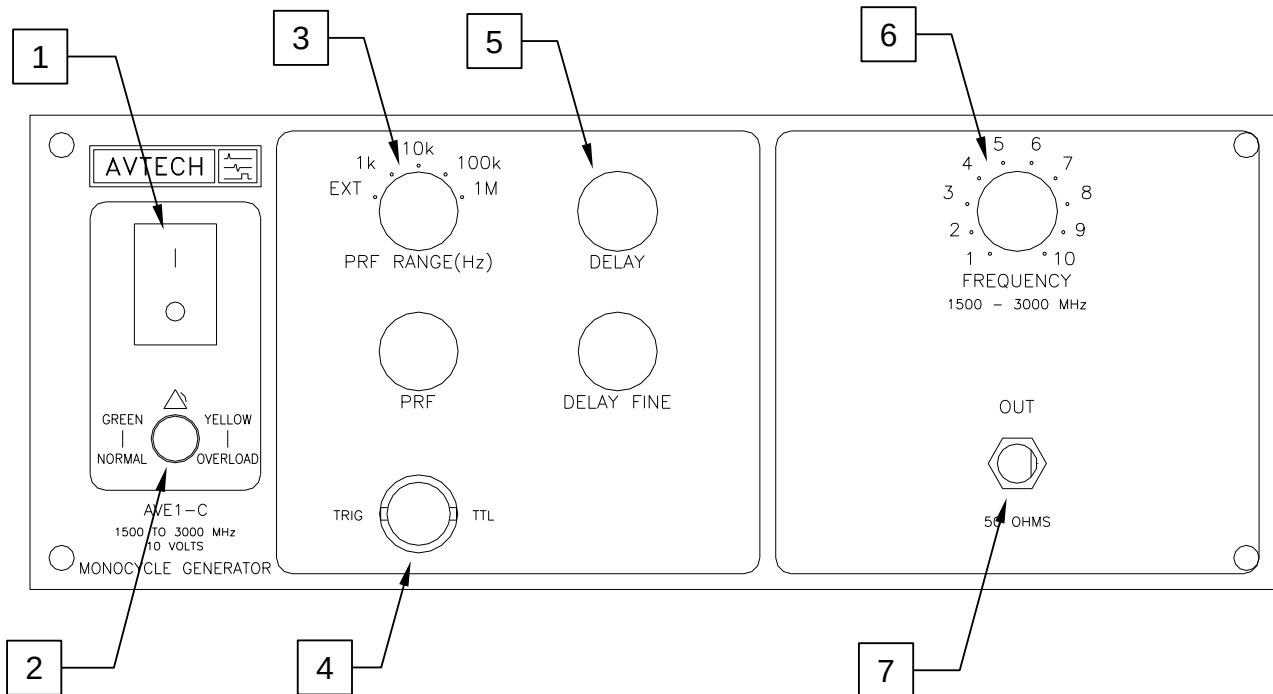 1
3
5
6
AVTECH
EXT
1k
10k
100k
1M
PRF RANGE(Hz)
DELAY
1
2
3
4
5
6
7
8
9
10
FREQUENCY
1500 - 3000 MHz
PRF
DELAY FINE
GREEN
NORMAL
YELLOW
OVERLOAD
OUT
TRIG
TTL
50 OHMS
AVE1-C
1500 TO 3000 MHz
10 VOLTS
MONOCYCLE GENERATOR
2
4
7